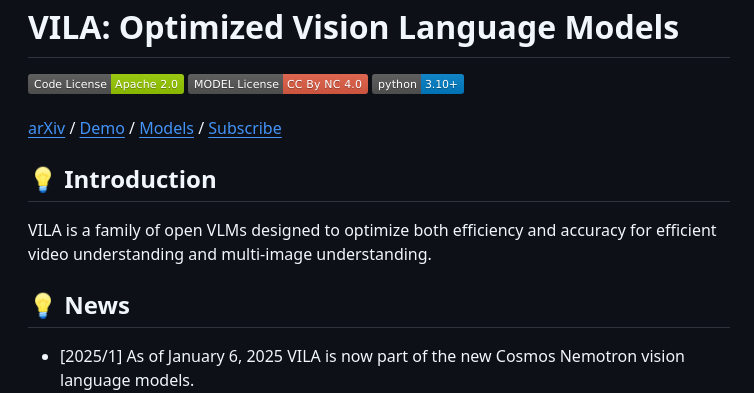 VILA: Optimized Vision Language Models
Code License Apache 2.0 MODEL License CC By NC 4.0 python 3.10+
arXiv / Demo / Models / Subscribe
💡 Introduction
VILA is a family of open VLMs designed to optimize both efficiency and accuracy for efficient
video understanding and multi-image understanding.
💡 News
• [2025/1] As of January 6, 2025 VILA is now part of the new Cosmos Nemotron vision
language models.